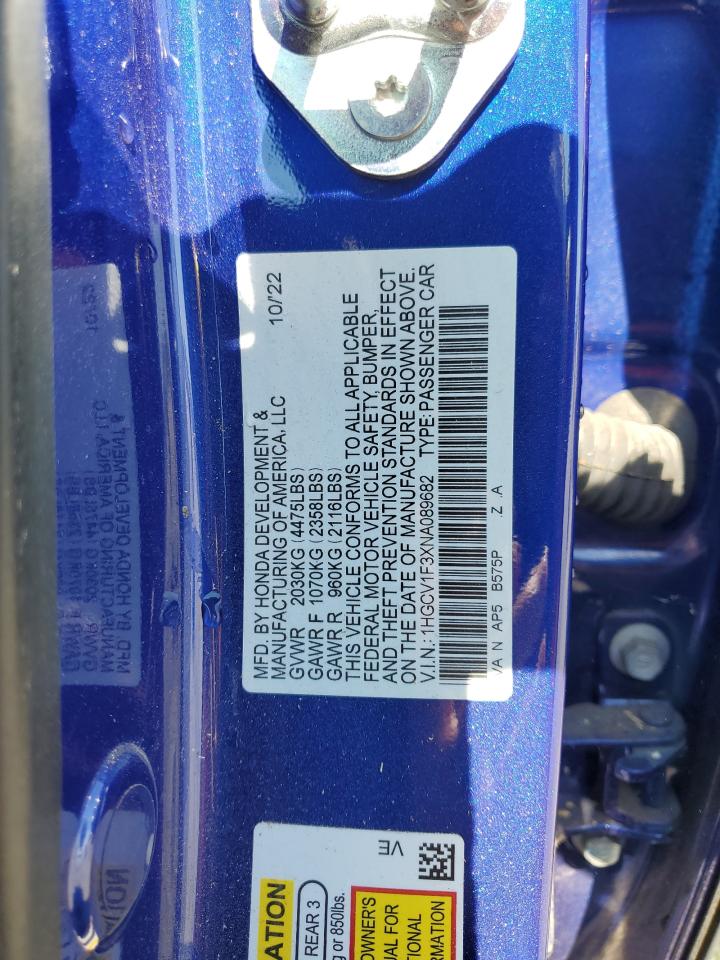 MFD. BY HONDA DEVELOPMENT &
MANUFACTURING OF AMERICA, LLC 10/'22
GVWR 2030KG (4475LBS)
GAWR F 1070KG (2358LBS)
GAWR R 960KG (2116LBS)
THIS VEHICLE CONFORMS TO ALL APPLICABLE
FEDERAL MOTOR VEHICLE SAFETY, BUMPER,
AND THEFT PREVENTION STANDARDS IN EFFECT
ON THE DATE OF MANUFACTURE SHOWN ABOVE.
V.I.N.: 1HGCV1F3XNA089682 TYPE: PASSENGER CAR
VA N AP5 B575P Z .A
ATION
REAR 3
g or 850lbs.
OWNER'S
UAL FOR
TIONAL
RMATION
VE